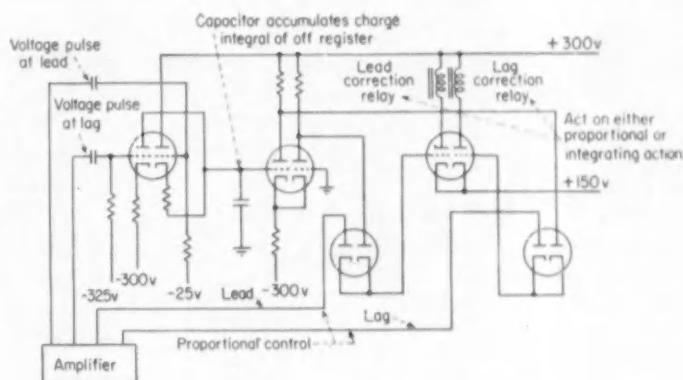 Capacitor accumulates charge
integral of off register
Voltage pulse
at lead
Voltage pulse
at lag
+300v
Lead
correction
relay
Lag
correction
relay
Act on either
proportional or
integrating action
+150v
-325v
-300v
-25v
-300v
Lead
Lag
Proportional control
Amplifier